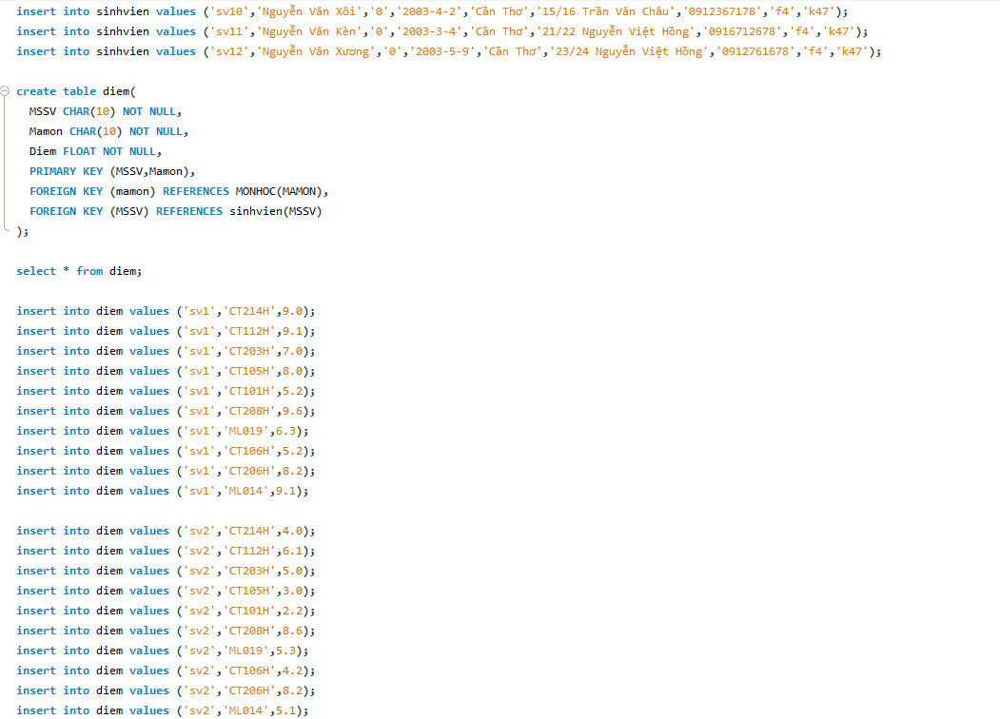 insert into sinhvien values ('sv10','Nguyễn Văn Xôi','0','2003-4-2','Cần Thơ','15/16 Trần Văn Châu','0912367178','f4','k47');
insert into sinhvien values ('sv11','Nguyễn Văn Kèn','0','2003-3-4','Cần Thơ','21/22 Nguyễn Việt Hồng','0916712678','f4','k47');
insert into sinhvien values ('sv12','Nguyễn Văn Xương','0','2003-5-9','Cần Thơ','23/24 Nguyễn Việt Hồng','0912761678','f4','k47');
create table diem(
MSSV CHAR(10) NOT NULL,
Mamon CHAR(10) NOT NULL,
Diem FLOAT NOT NULL,
PRIMARY KEY (MSSV,Mamon),
FOREIGN KEY (mamon) REFERENCES MONHOC(MAMON),
FOREIGN KEY (MSSV) REFERENCES sinhvien(MSSV)
);
select * from diem;
insert into diem values ('sv1','CT214H',9.0);
insert into diem values ('sv1','CT112H',9.1);
insert into diem values ('sv1','CT203H',7.0);
insert into diem values ('sv1','CT105H',8.0);
insert into diem values ('sv1','CT101H',5.2);
insert into diem values ('sv1','CT208H',9.6);
insert into diem values ('sv1','ML019',6.3);
insert into diem values ('sv1','CT106H',5.2);
insert into diem values ('sv1','CT206H',8.2);
insert into diem values ('sv1','ML014',9.1);
insert into diem values ('sv2','CT214H',4.0);
insert into diem values ('sv2','CT112H',6.1);
insert into diem values ('sv2','CT203H',5.0);
insert into diem values ('sv2','CT105H',3.0);
insert into diem values ('sv2','CT101H',2.2);
insert into diem values ('sv2','CT208H',8.6);
insert into diem values ('sv2','ML019',5.3);
insert into diem values ('sv2','CT106H',4.2);
insert into diem values ('sv2','CT206H',8.2);
insert into diem values ('sv2','ML014',5.1);